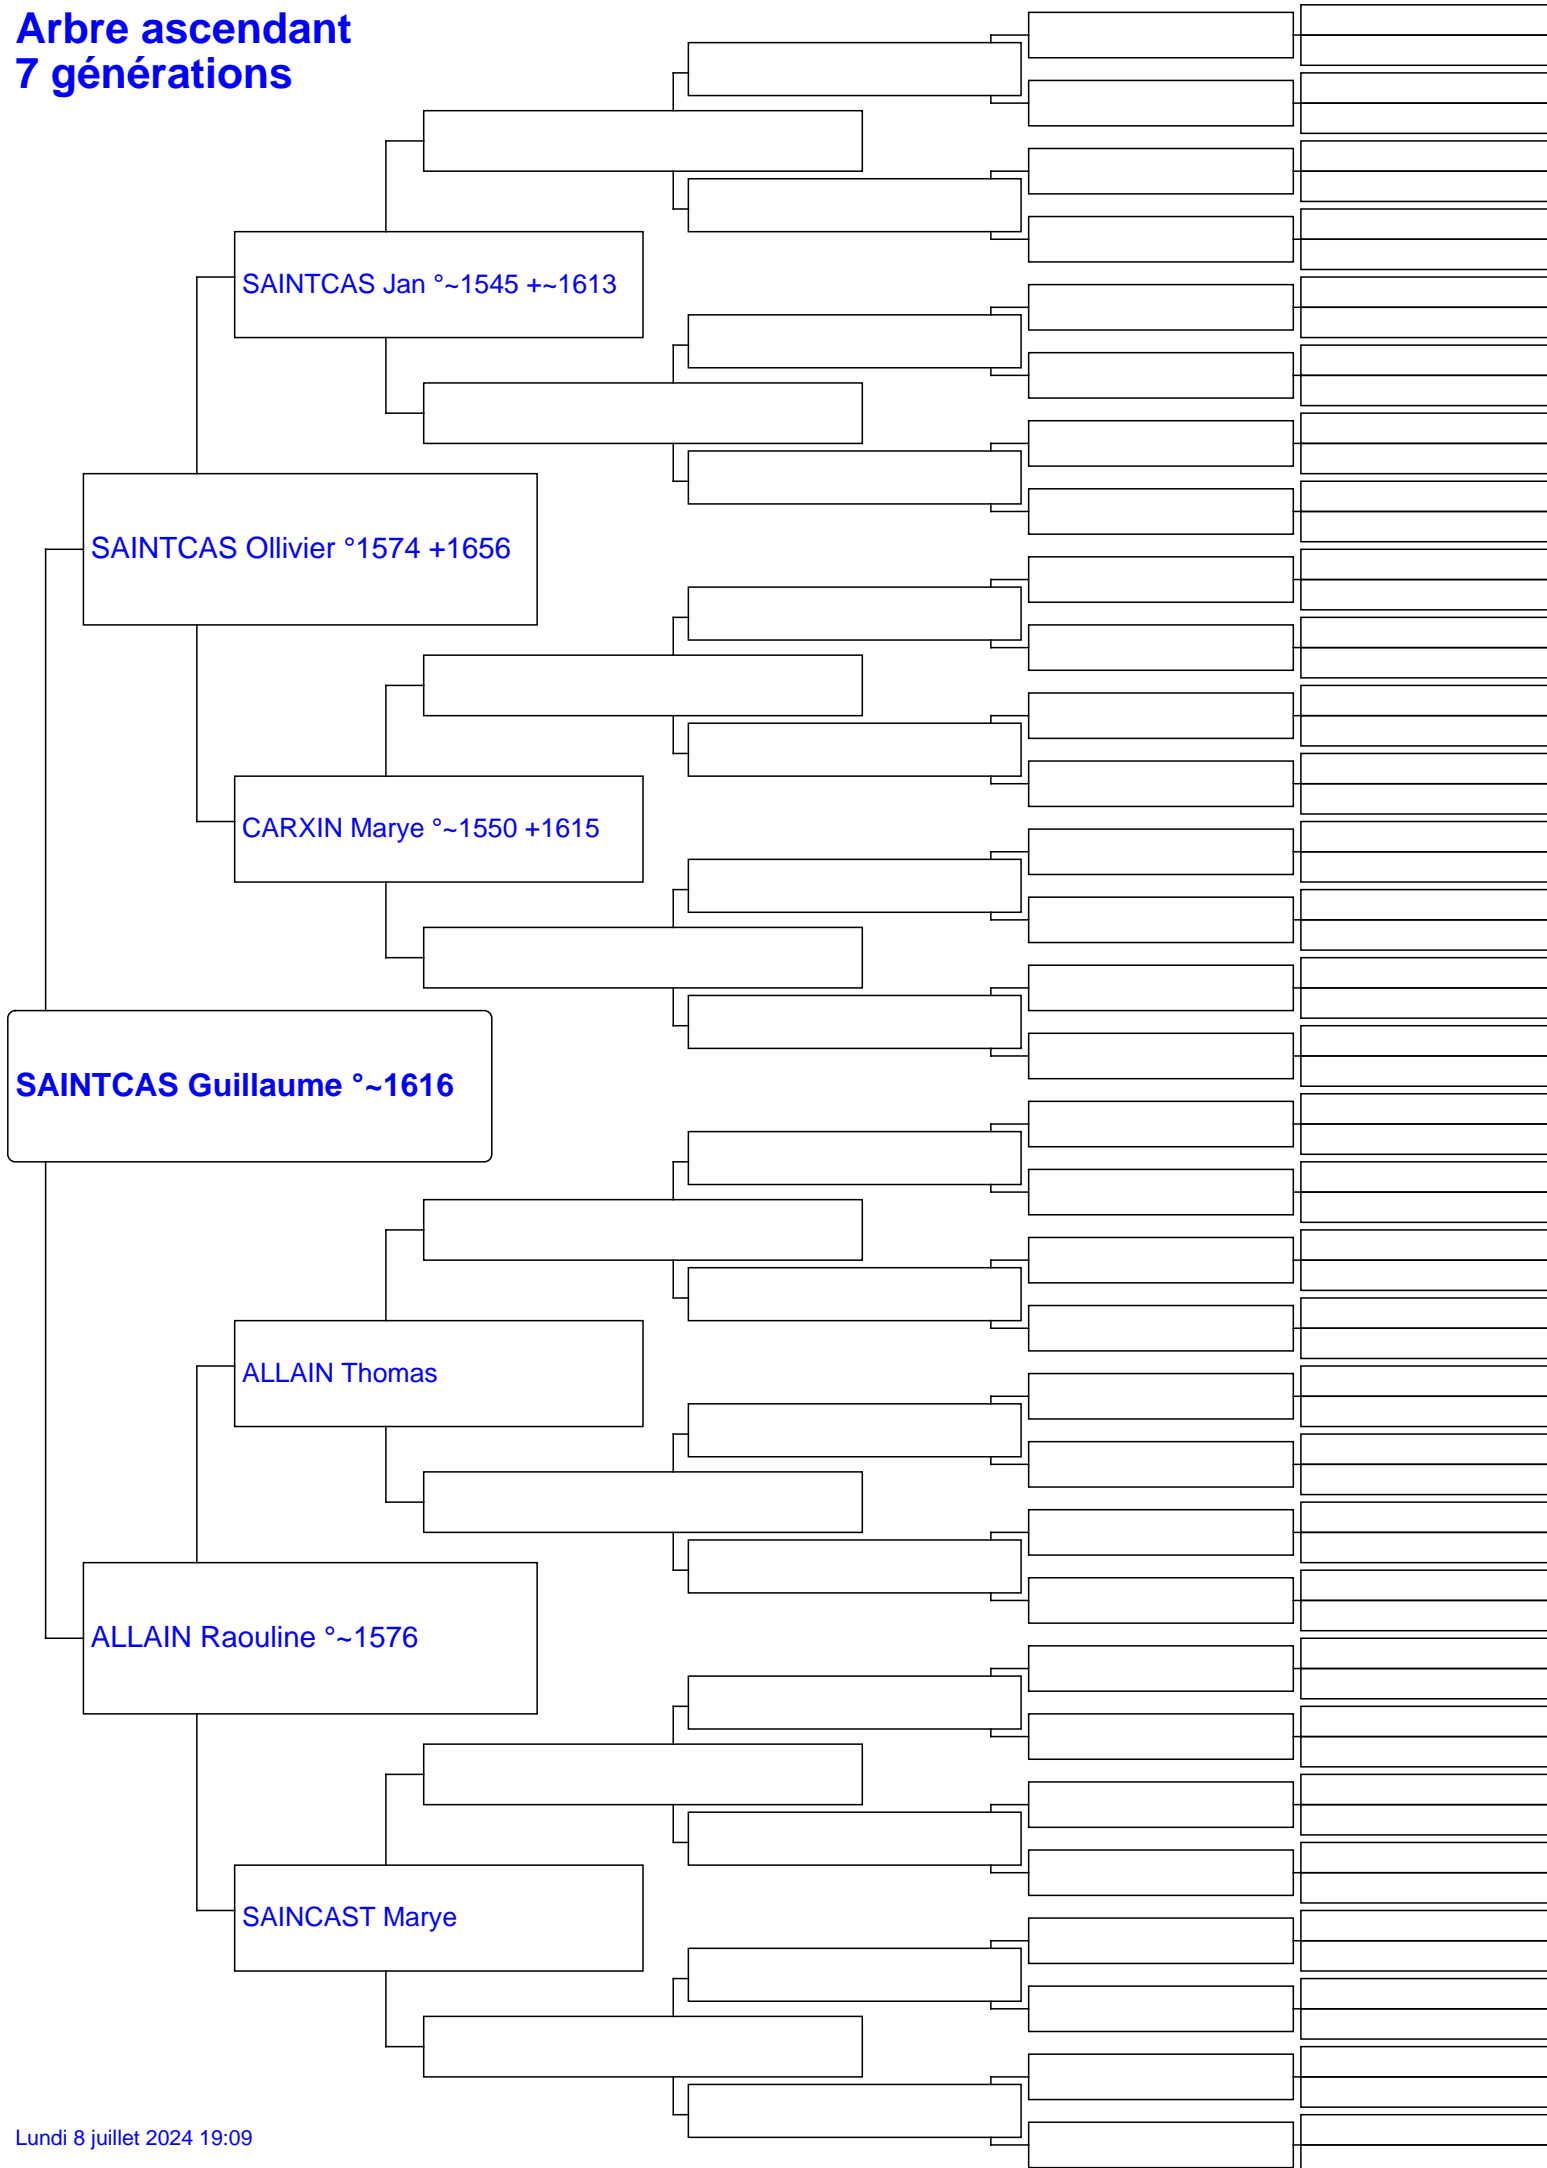 Arbre ascendant
7 générations
SAINTCAS Jan °~1545 +~1613
SAINTCAS Ollivier °1574 +1656
CARXIN Marye °~1550 +1615
SAINTCAS Guillaume °~1616
ALLAIN Thomas
ALLAIN Raouline °~1576
SAINCAST Marye
Lundi 8 juillet 2024 19:09